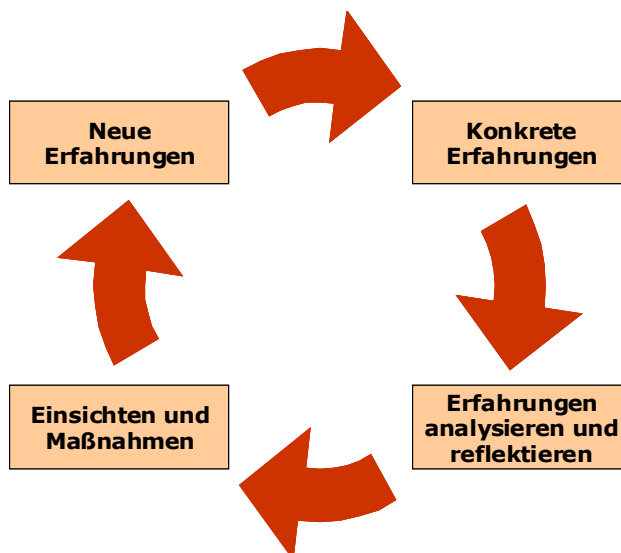 Neue
Erfahrungen
Konkrete
Erfahrungen
Einsichten und
Maßnahmen
Erfahrungen
analysieren und
reflektieren